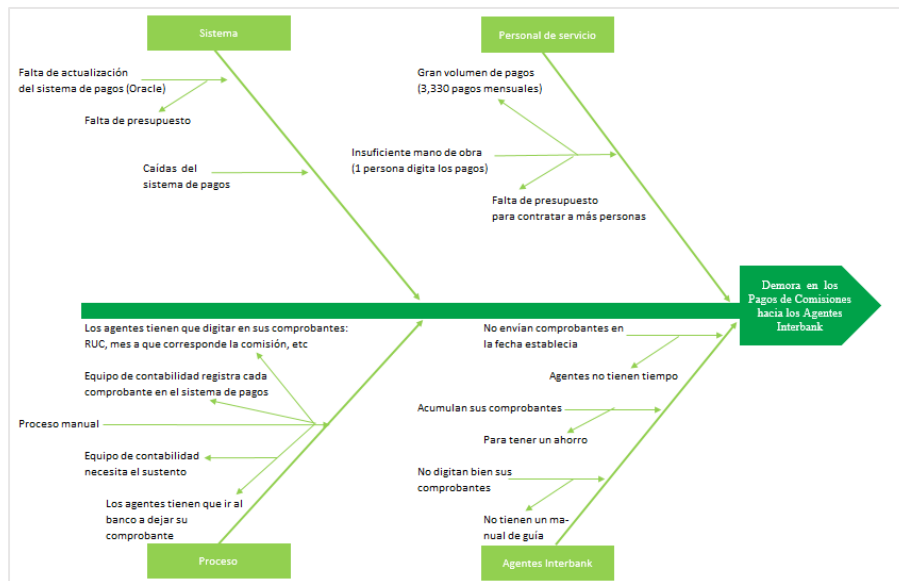 Sistema
Personal de servicio
Falta de actualización
del sistema de pagos (Oracle)
Falta de presupuesto
Caídas del
sistema de pagos
Gran volumen de pagos
(3,330 pagos mensuales)
Insuficiente mano de obra
(1 persona digita los pagos)
Falta de presupuesto
para contratar a más personas
Demora en los
Pagos de Comisiones
hacia los Agentes
Interbank
Los agentes tienen que digitar en sus comprobantes:
RUC, mes a que corresponde la comisión, etc
Equipo de contabilidad registra cada
comprobante en el sistema de pagos
Proceso manual
Equipo de contabilidad
necesita el sustento
Los agentes tienen que ir al
banco a dejar su
comprobante
No envían comprobantes en
la fecha establecia
Agentes no tienen tiempo
Acumulan sus comprobantes
Para tener un ahorro
No digitan bien sus
comprobantes
No tienen un ma-
nual de guía
Proceso
Agentes Interbank